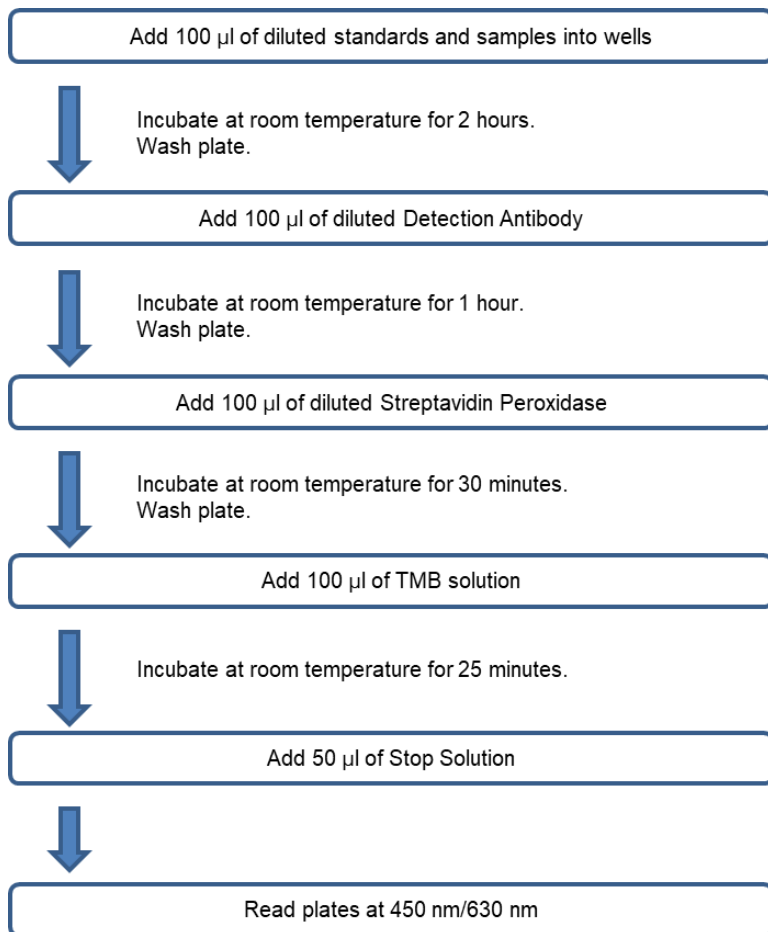 Add 100 µl of diluted standards and samples into wells
Incubate at room temperature for 2 hours.
Wash plate.
Add 100 µl of diluted Detection Antibody
Incubate at room temperature for 1 hour.
Wash plate.
Add 100 µl of diluted Streptavidin Peroxidase
Incubate at room temperature for 30 minutes.
Wash plate.
Add 100 µl of TMB solution
Incubate at room temperature for 25 minutes.
Add 50 µl of Stop Solution
Read plates at 450 nm/630 nm